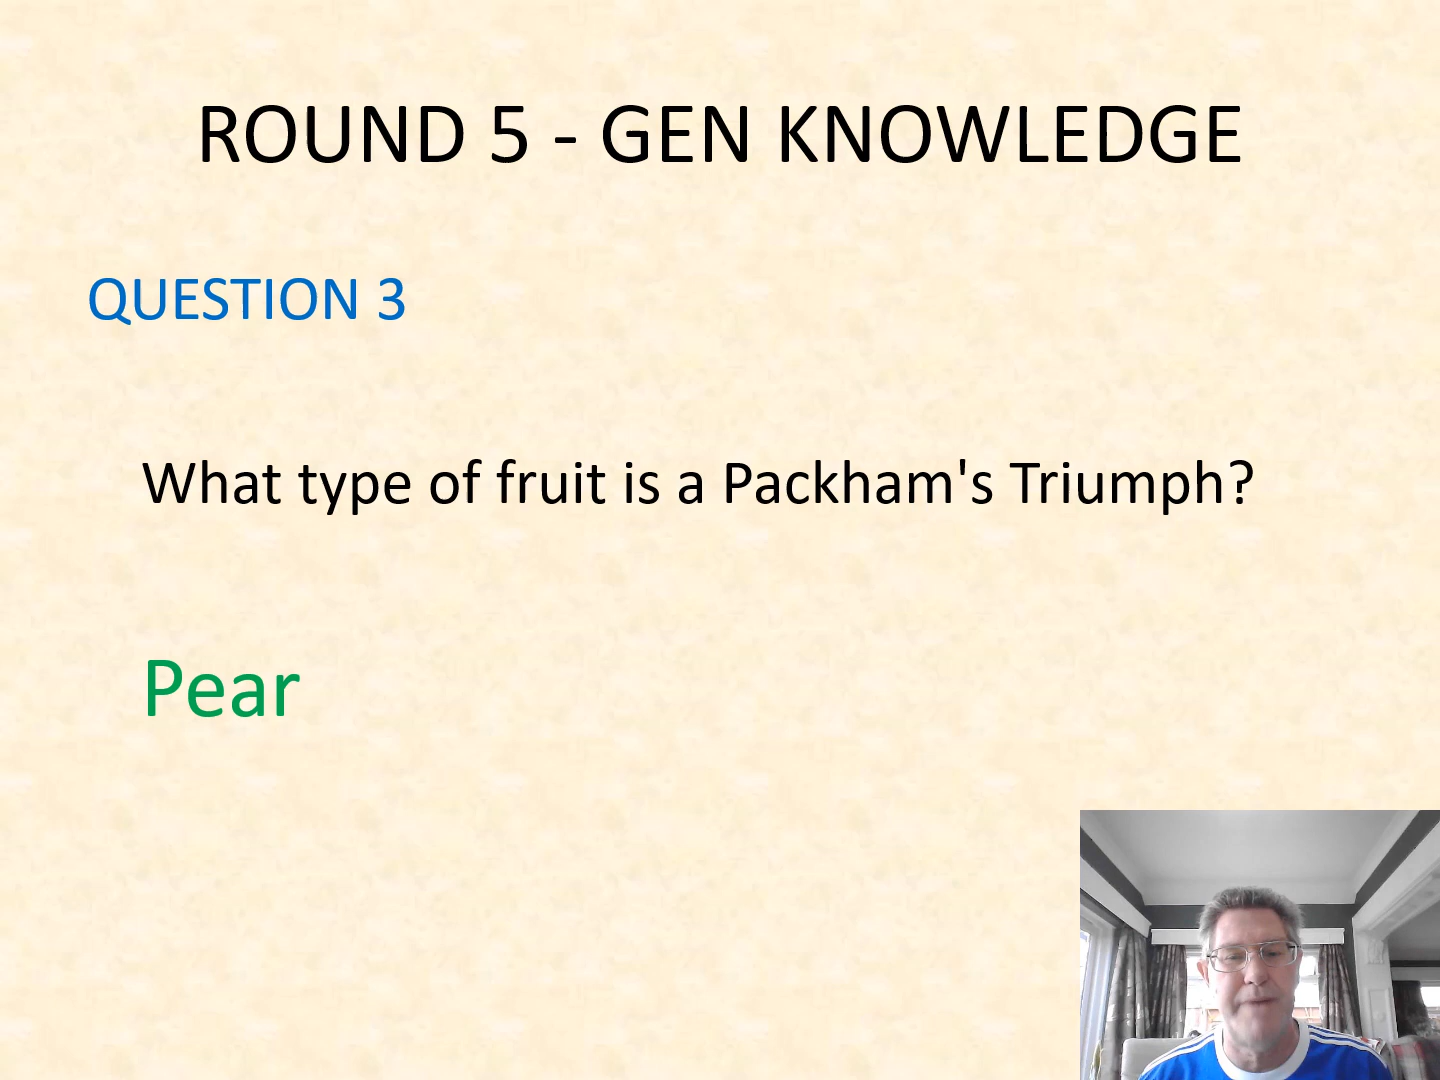 ROUND 5 - GEN KNOWLEDGE
QUESTION 3
What type of fruit is a Packham's Triumph?
Pear